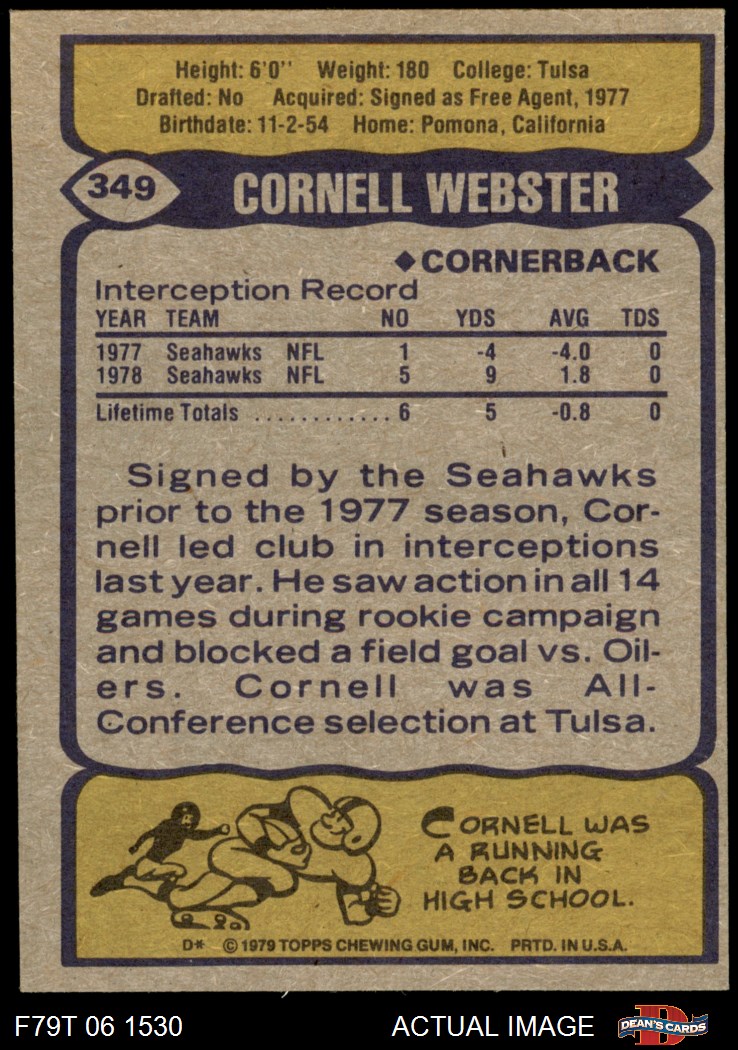 Height: 6'0" Weight: 180 College: Tulsa
Drafted: No Acquired: Signed as Free Agent, 1977
Birthdate: 11-2-54 Home: Pomona, California
349 CORNELL WEBSTER
◆CORNERBACK
Interception Record
YEAR TEAM NO YDS AVG TDS
1977 Seahawks NFL 1 -4 -4.0 0
1978 Seahawks NFL 5 9 1.8 0
Lifetime Totals ............ 6 5 -0.8 0
Signed by the Seahawks
prior to the 1977 season, Cor-
nell led club in interceptions
last year. He saw action in all 14
games during rookie campaign
and blocked a field goal vs. Oil-
ers. Cornell was All-
Conference selection at Tulsa.
CORNELL WAS
A RUNNING
BACK IN
HIGH SCHOOL.
D* © 1979 TOPPS CHEWING GUM, INC. PRTD. IN U.S.A.
F79T 06 1530 ACTUAL IMAGE D DEAN'S CARDS